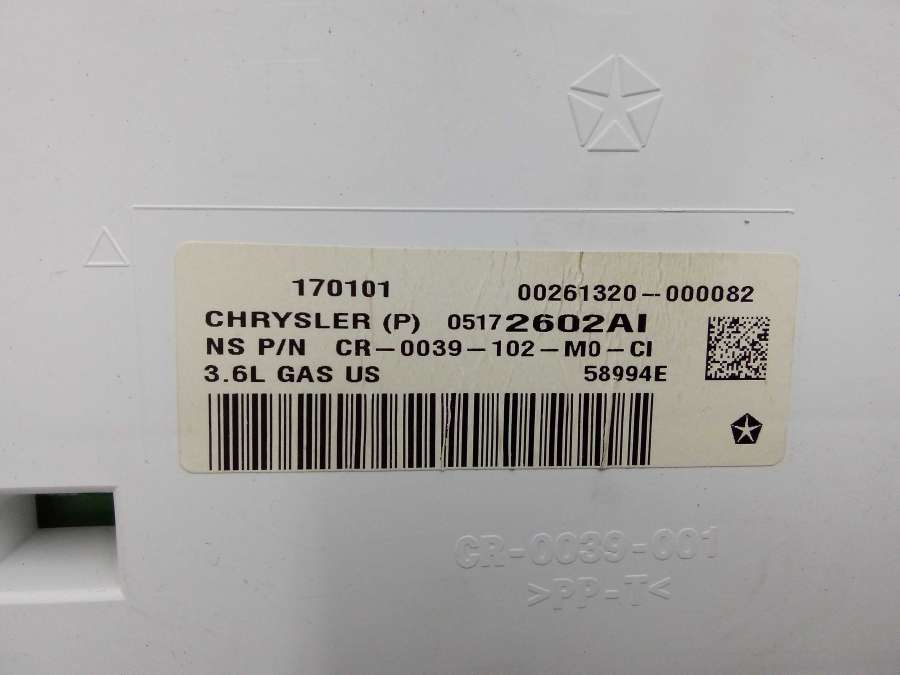 170101 00261320-000082
CHRYSLER (P) 05172602AI
NS P/N CR-0039-102-M0-CI
3.6L GAS US 58994E
CR-0039-001
>PP-T<